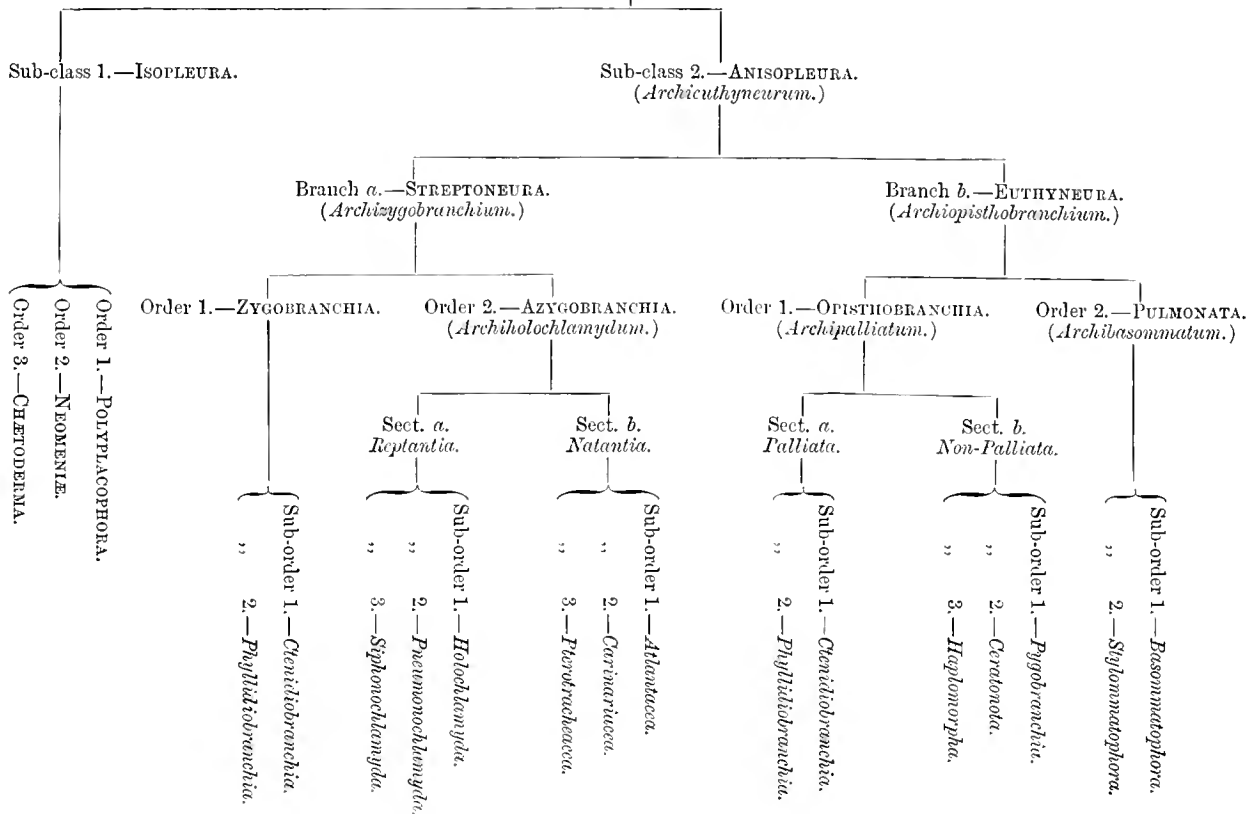 Sub-class 1.—ISOPLEURA.
Sub-class 2.—ANISOPLEURA.
(Archicuthyneurum.)
Branch a.—STREPTONEURA.
(Archizygobranchium.)
Branch b.—EUTHYNEURA.
(Archiopisthobranchium.)
Order 1.—POLYPLACOPHORA.
Order 2.—NEOMENIÆ.
Order 3.—CHÆTODERMA.
Order 1.—ZYGOBRANCHIA.
Order 2.—AZYGOBRANCHIA.
(Archiholochlamydum.)
Order 1.—OPISTHOBRANCHIA.
(Archipalliatum.)
Order 2.—PULMONATA.
(Archibasommatum.)
Sect. a.
Reptantia.
Sect. b.
Natantia.
Sect. a.
Palliata.
Sect. b.
Non-Palliata.
Sub-order 1.—Ctenidiobranchia.
,, 2.—Phyllidiobranchia.
Sub-order 1.—Holochlamyda.
,, 2.—Pneumonochlamyda.
,, 3.—Siphonochlamyda.
Sub-order 1.—Atlantacea.
,, 2.—Carinariacea.
,, 3.—Pterotracheacea.
Sub-order 1.—Ctenidiobranchia.
,, 2.—Phyllidiobranchia.
Sub-order 1.—Pygobranchia.
,, 2.—Ceratonota.
,, 3.—Haplomorpha.
Sub-order 1.—Basommatophora.
,, 2.—Stylommatophora.